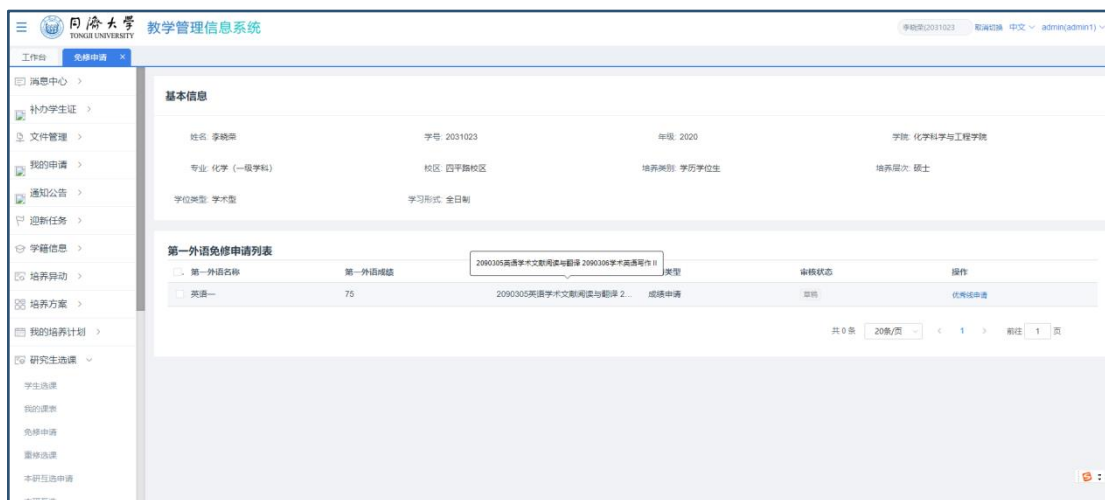 同濟大学
TONGJI UNIVERSITY
教学管理信息系统
李晓荣(2031023
取消切换 中文 admin(admin1)
工作台 免修申请 ×
消息中心
补办学生证
文件管理
我的申请
通知公告
迎新任务
学籍信息
培养异动
培养方案
我的培养计划
研究生选课
学生选课
我的课表
免修申请
重修选课
本研互选申请
基本信息
姓名: 李晓荣 学号: 2031023 年级: 2020 学院: 化学科学与工程学院
专业: 化学（一级学科） 校区: 四平路校区 培养类别: 学历学位生 培养层次: 硕士
学位类型: 学术型 学习形式: 全日制
第一外语免修申请列表
2090305英语学术文献阅读与翻译 2090306学术英语写作 II
第一外语名称 第一外语成绩 类型 审核状态 操作
英语一 75 2090305英语学术文献阅读与翻译 2... 成绩申请 草稿 优秀线申请
共 0 条 20条/页 < 1 > 前往 1 页